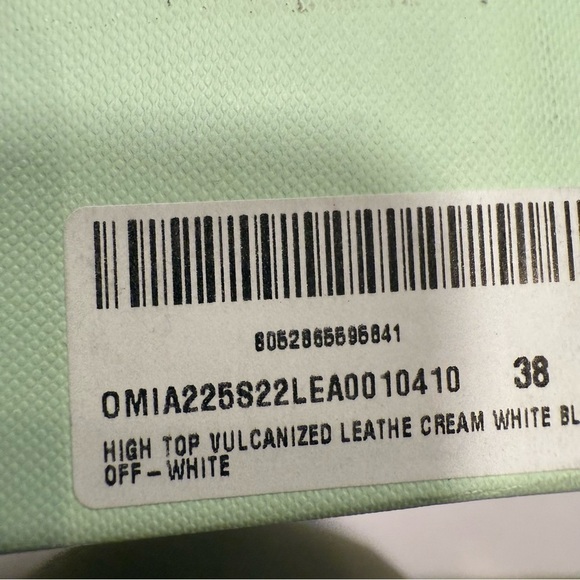 8052865595841
OMIA225S22LEA0010410 38
HIGH TOP VULCANIZED LEATHE CREAM WHITE BL
OFF-WHITE